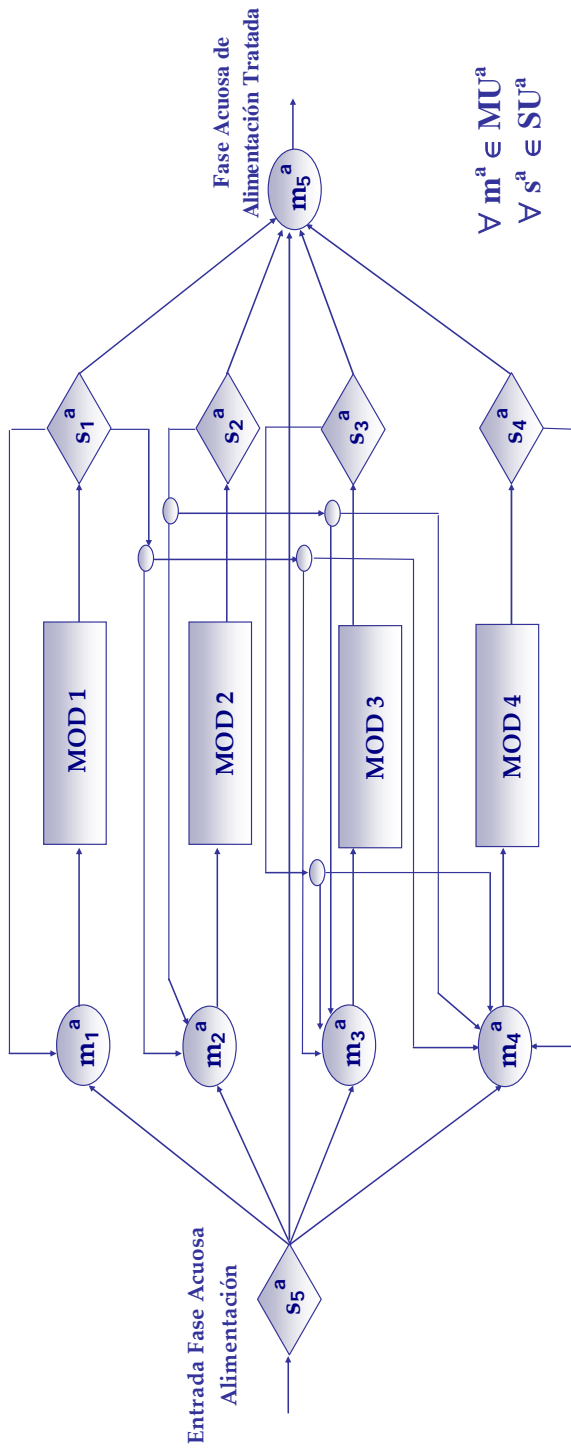 Entrada Fase Acuosa
Alimentación
s5a
m1a
MOD 1
s1a
m2a
MOD 2
s2a
m3a
MOD 3
s3a
m4a
MOD 4
s4a
Fase Acuosa de
Alimentación Tratada
m5a
∀ mᵃ ∈ MUᵃ
∀ sᵃ ∈ SUᵃ